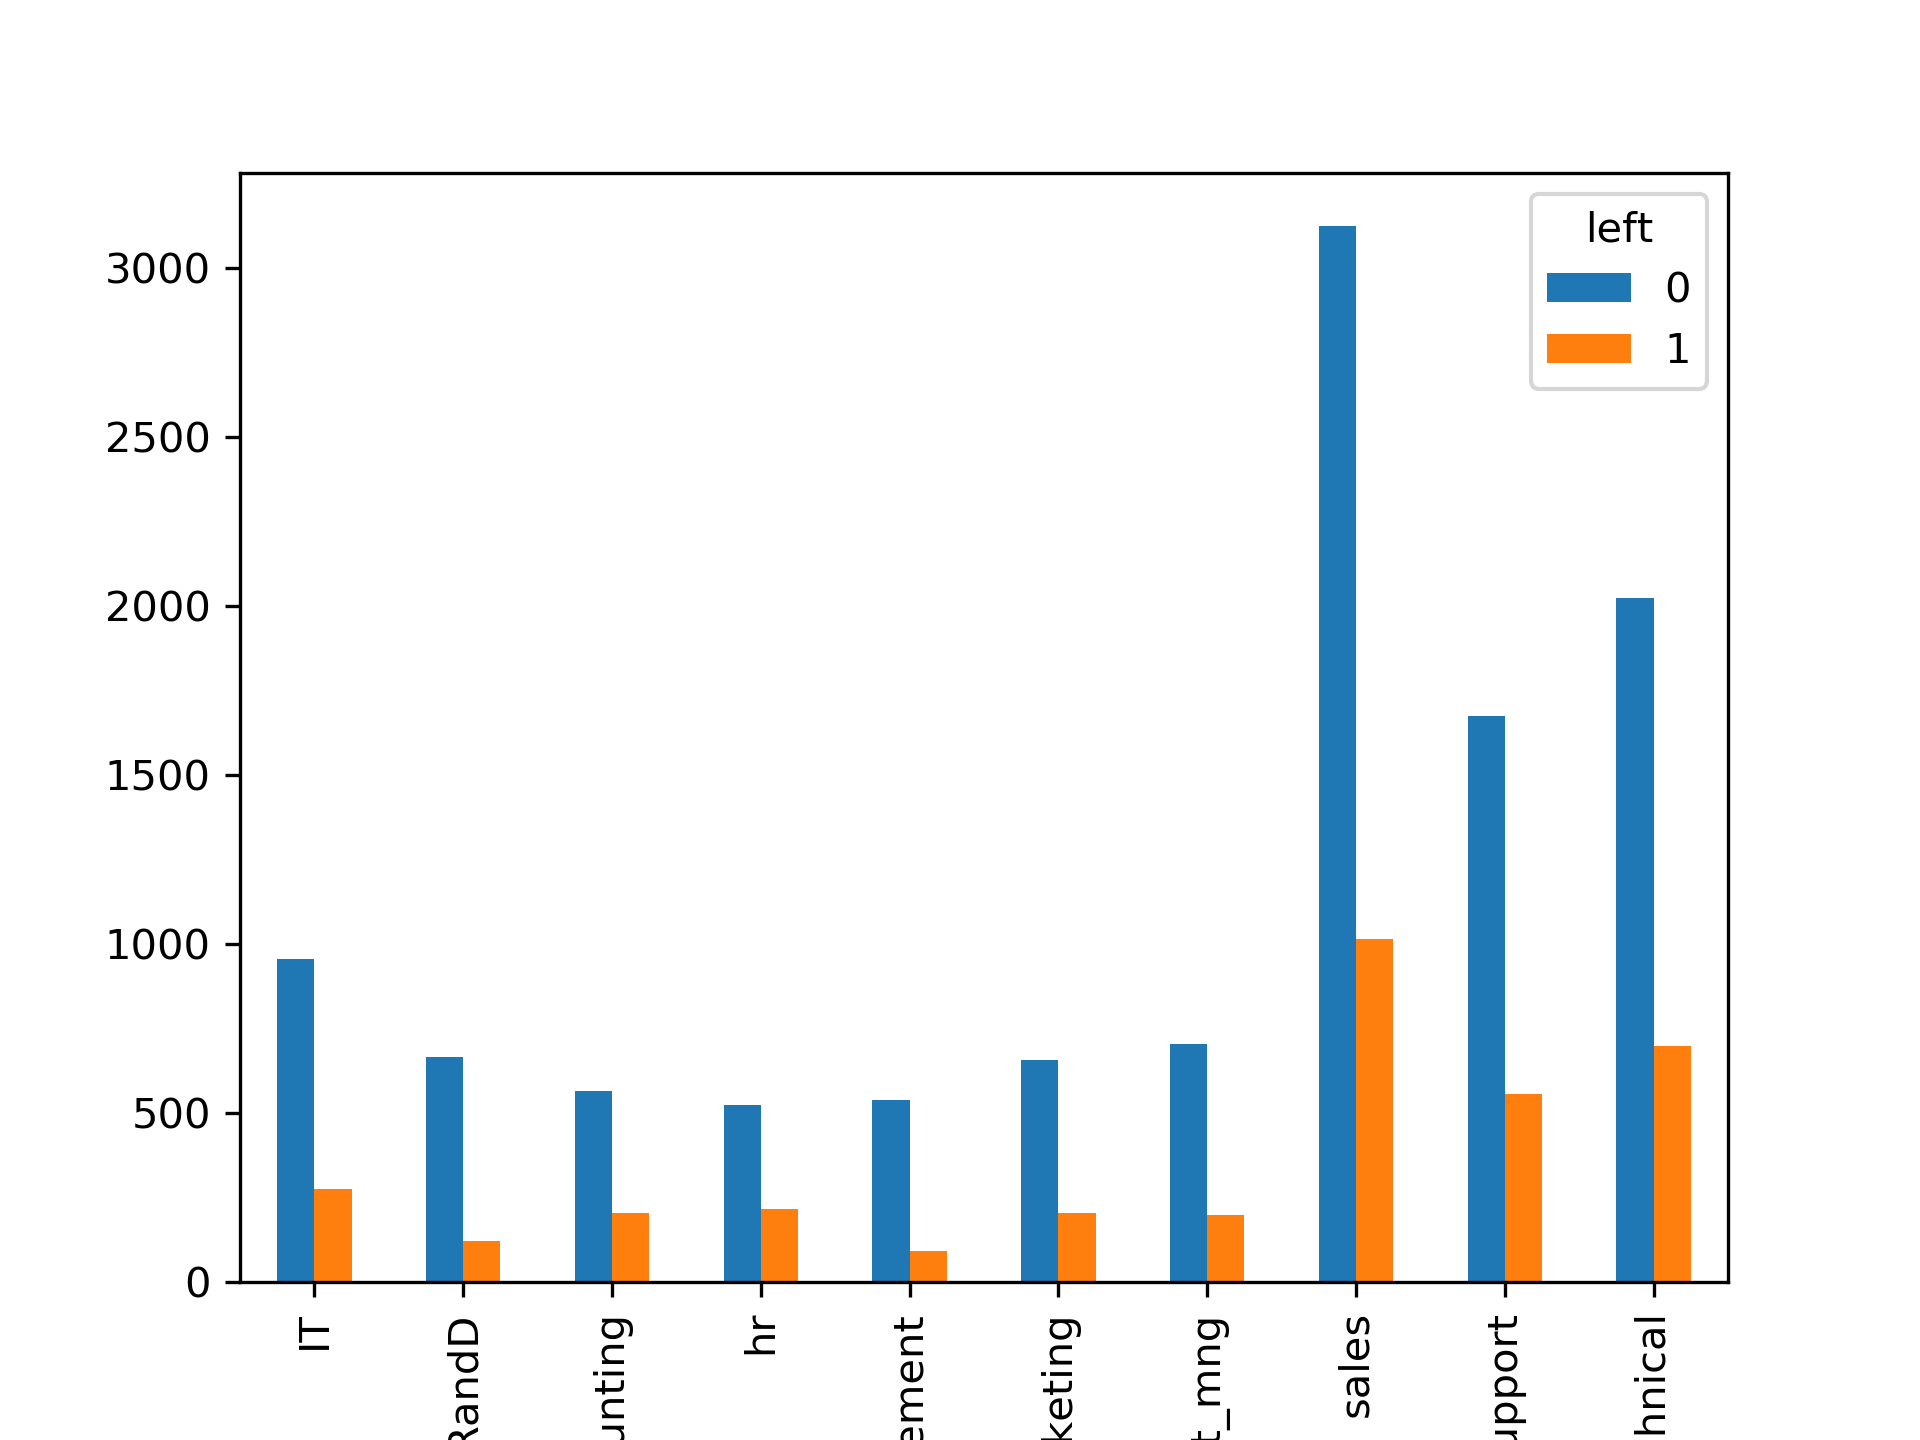 left
0
1
3000
2500
2000
1500
1000
500
0
IT
RandD
unting
hr
ement
keting
t_mng
sales
upport
hnical